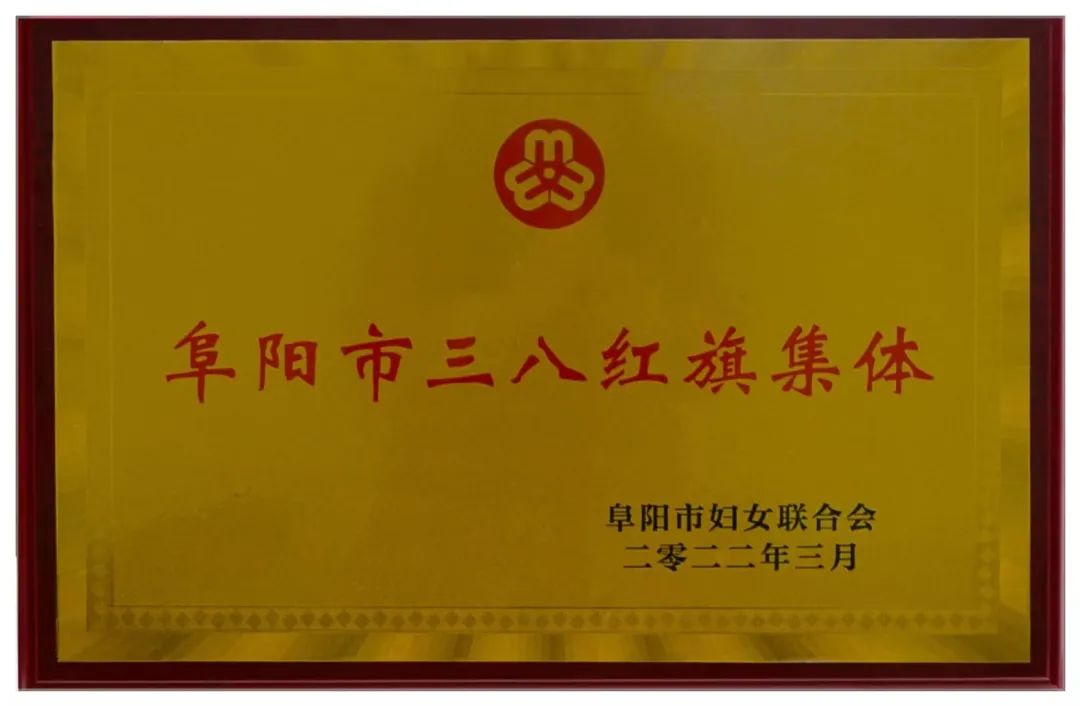 阜阳市三八红旗集体
阜阳市妇女联合会
二零二二年三月